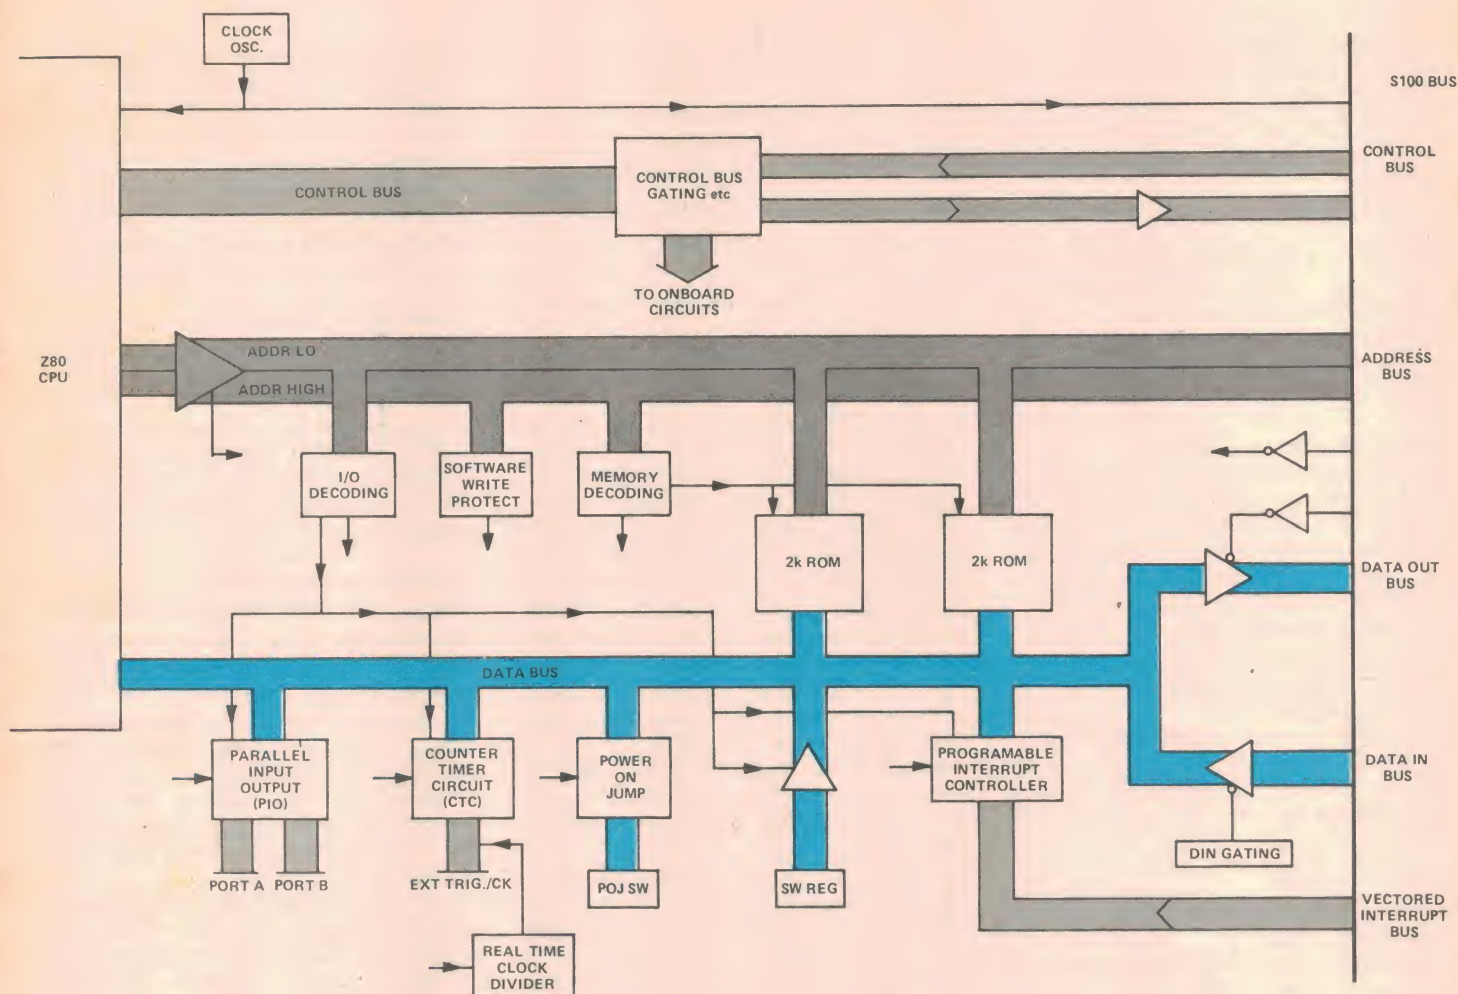 CLOCK
OSC.
S100 BUS
CONTROL BUS
CONTROL BUS
GATING etc
CONTROL
BUS
TO ONBOARD
CIRCUITS
Z80
CPU
ADDR LO
ADDR HIGH
ADDRESS
BUS
I/O
DECODING
SOFTWARE
WRITE
PROTECT
MEMORY
DECODING
2k ROM
2k ROM
DATA OUT
BUS
DATA BUS
PARALLEL
INPUT
OUTPUT
(PIO)
COUNTER
TIMER
CIRCUIT
(CTC)
POWER
ON
JUMP
PROGRAMABLE
INTERRUPT
CONTROLLER
DATA IN
BUS
DIN GATING
PORT A
PORT B
EXT TRIG./CK
POJ SW
SW REG
VECTORED
INTERRUPT
BUS
REAL TIME
CLOCK
DIVIDER